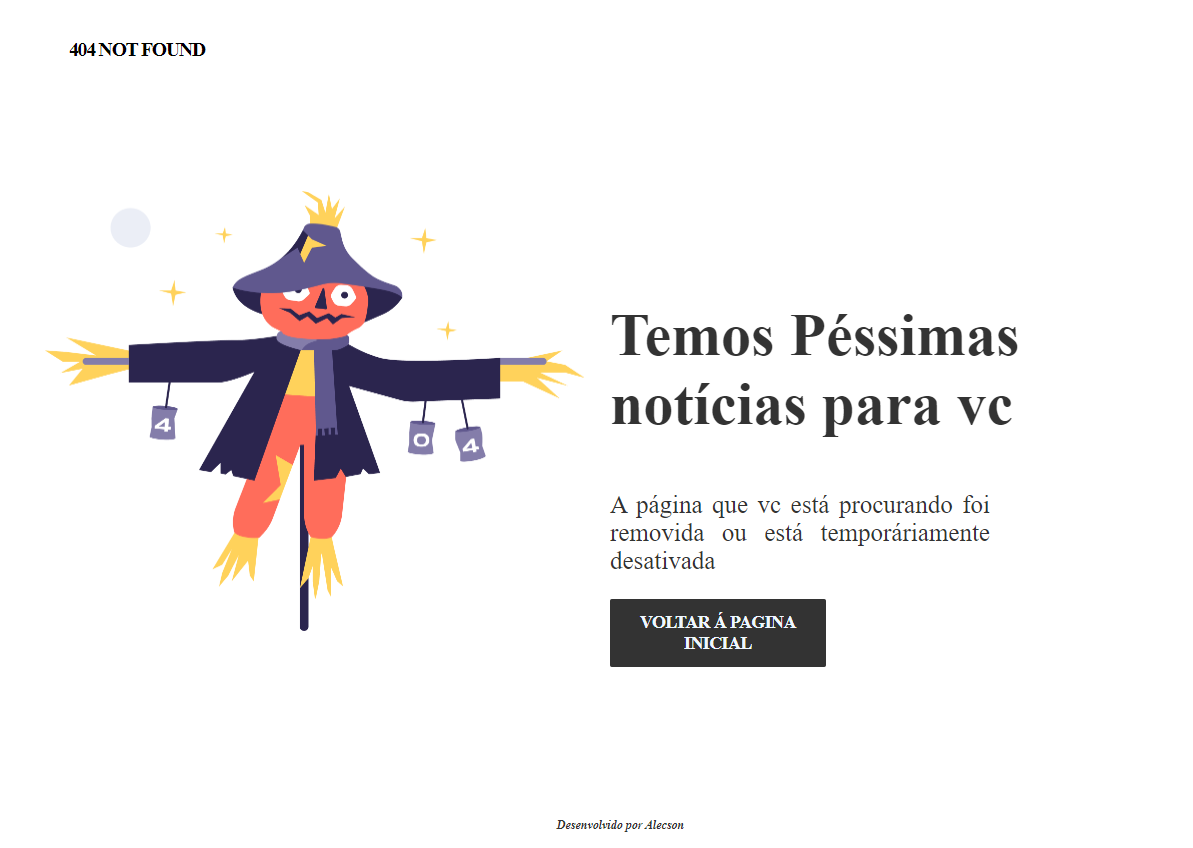 404 NOT FOUND
4
0
4
Temos Péssimas
notícias para vc
A página que vc está procurando foi
removida ou está temporáriamente
desativada
VOLTAR Á PAGINA
INICIAL
Desenvolvido por Alecson